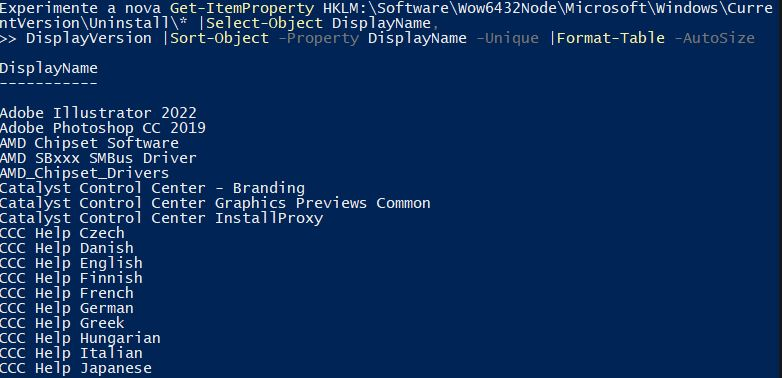 Experimente a nova Get-ItemProperty HKLM:\Software\Wow6432Node\Microsoft\Windows\Curre
ntVersion\Uninstall\* |Select-Object DisplayName,
>> DisplayVersion |Sort-Object -Property DisplayName -Unique |Format-Table -AutoSize
DisplayName
-----------
Adobe Illustrator 2022
Adobe Photoshop CC 2019
AMD Chipset Software
AMD SBxxx SMBus Driver
AMD_Chipset_Drivers
Catalyst Control Center - Branding
Catalyst Control Center Graphics Previews Common
Catalyst Control Center InstallProxy
CCC Help Czech
CCC Help Danish
CCC Help English
CCC Help Finnish
CCC Help French
CCC Help German
CCC Help Greek
CCC Help Hungarian
CCC Help Italian
CCC Help Japanese